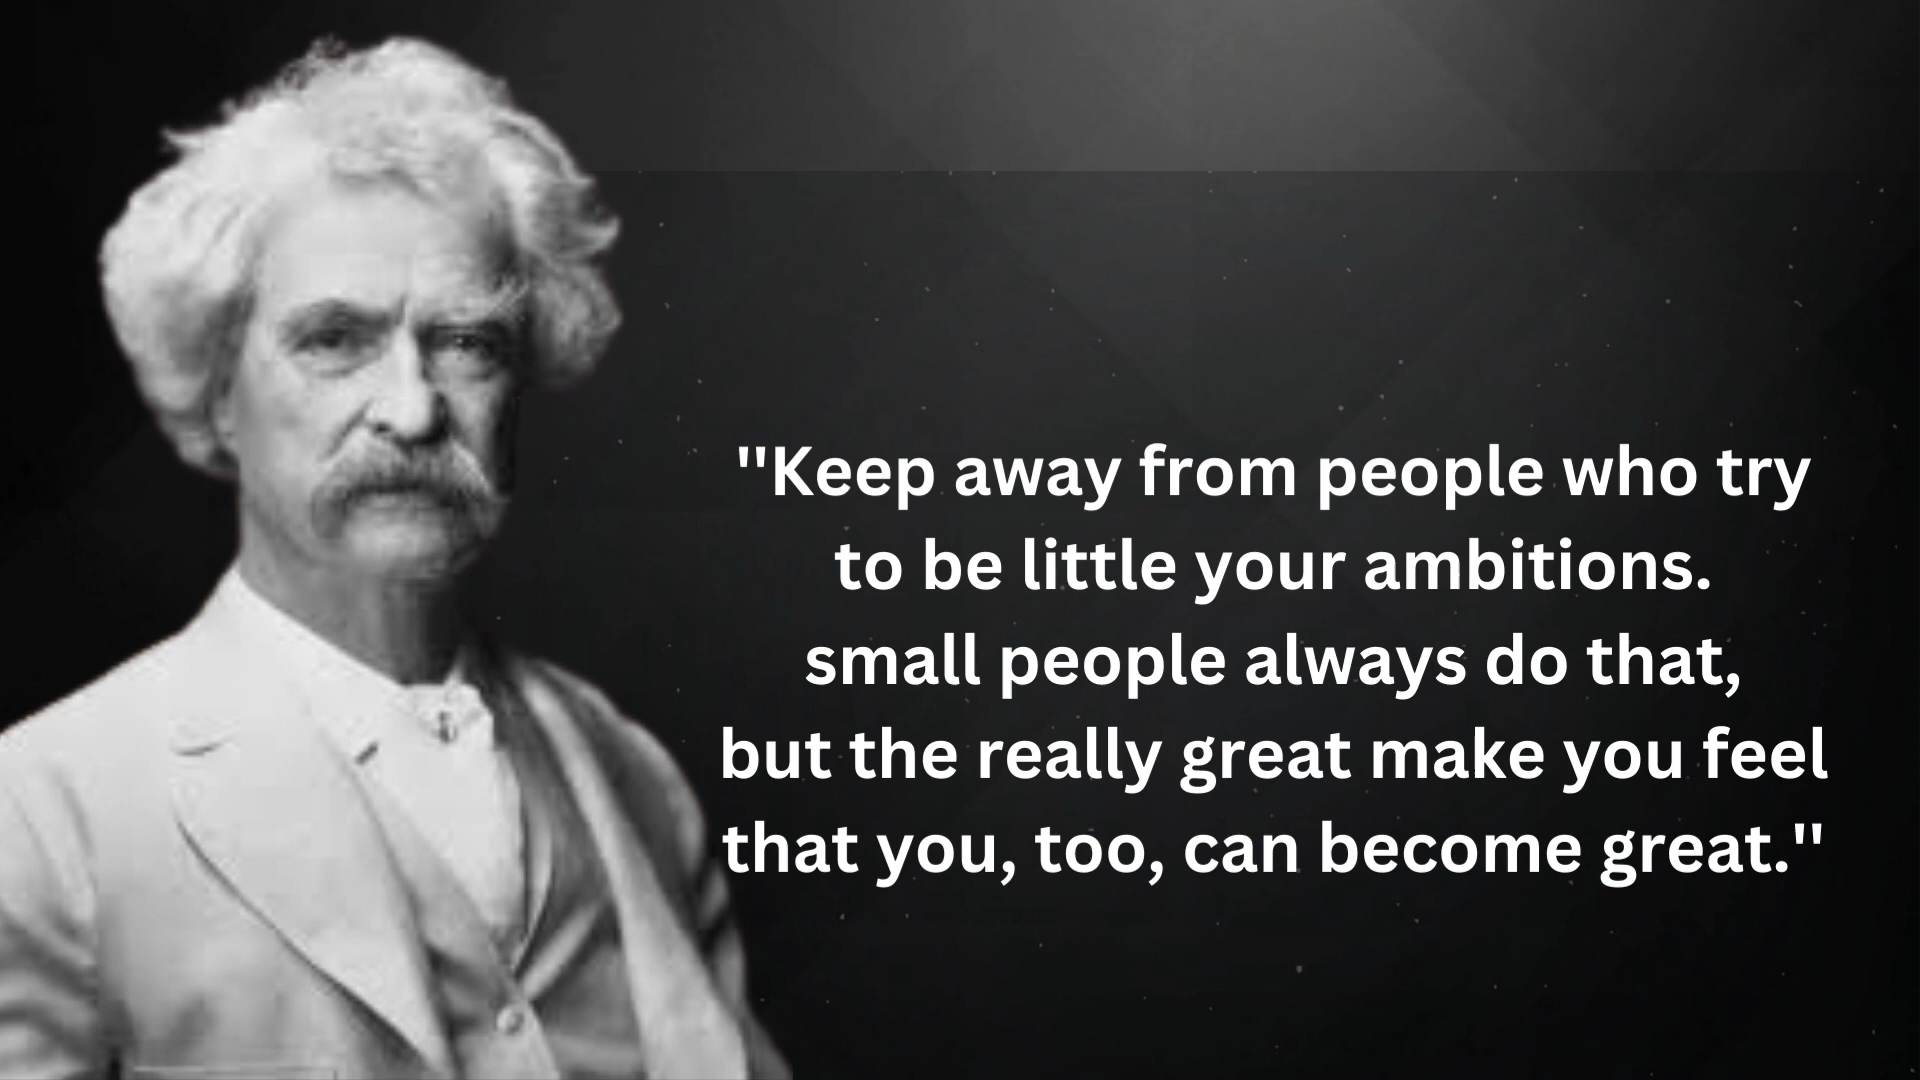 "Keep away from people who try
to be little your ambitions.
small people always do that,
but the really great make you feel
that you, too, can become great."